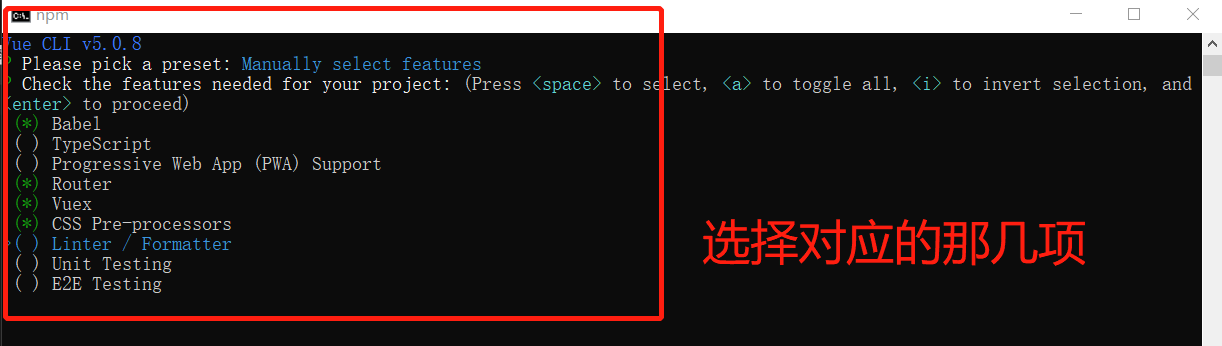 npm
Vue CLI v5.0.8
? Please pick a preset: Manually select features
? Check the features needed for your project: (Press <space> to select, <a> to toggle all, <i> to invert selection, and
<enter> to proceed)
(*) Babel
( ) TypeScript
( ) Progressive Web App (PWA) Support
(*) Router
(*) Vuex
(*) CSS Pre-processors
>( ) Linter / Formatter
( ) Unit Testing
( ) E2E Testing
选择对应的那几项